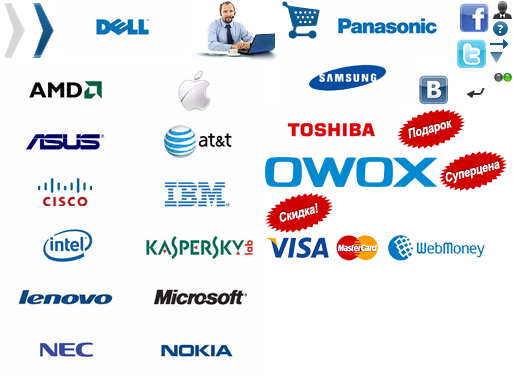 DELL
Panasonic
f
?
t
SAMSUNG
B
AMD
ASUS
at&t
TOSHIBA
Подарок
OWOX
Суперцена
CISCO
IBM
Скидка!
intel
KASPERSKY lab
VISA
MasterCard
WebMoney
lenovo
Microsoft
NEC
NOKIA